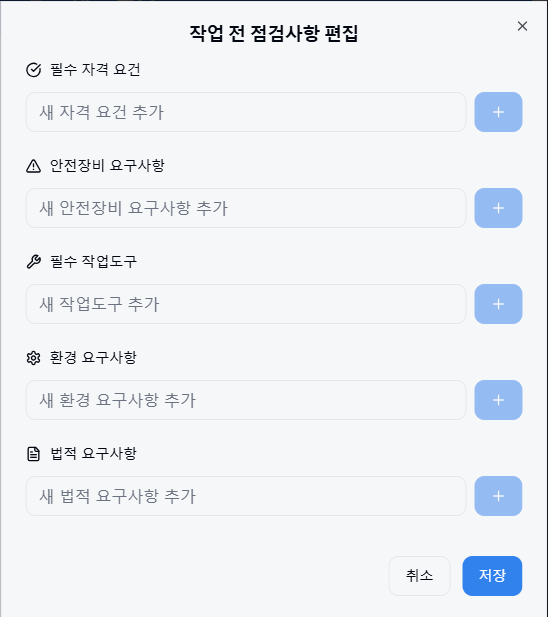 작업 전 점검사항 편집
필수 자격 요건
새 자격 요건 추가
안전장비 요구사항
새 안전장비 요구사항 추가
필수 작업도구
새 작업도구 추가
환경 요구사항
새 환경 요구사항 추가
법적 요구사항
새 법적 요구사항 추가
취소 저장